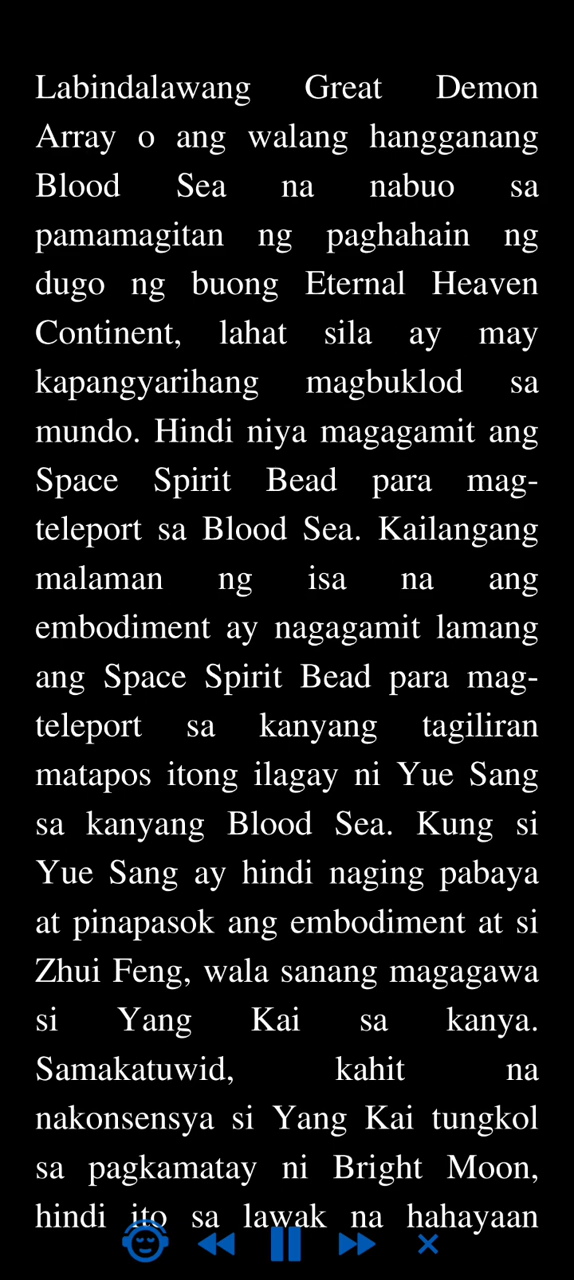 Labindalawang Great Demon
Array o ang walang hangganang
Blood Sea na nabuo sa
pamamagitan ng paghahain ng
dugo ng buong Eternal Heaven
Continent, lahat sila ay may
kapangyarihang magbuklod sa
mundo. Hindi niya magagamit ang
Space Spirit Bead para mag-
teleport sa Blood Sea. Kailangang
malaman ng isa na ang
embodiment ay nagagamit lamang
ang Space Spirit Bead para mag-
teleport sa kanyang tagiliran
matapos itong ilagay ni Yue Sang
sa kanyang Blood Sea. Kung si
Yue Sang ay hindi naging pabaya
at pinapasok ang embodiment at si
Zhui Feng, wala sanang magagawa
si Yang Kai sa kanya.
Samakatuwid, kahit na
nakonsensya si Yang Kai tungkol
sa pagkamatay ni Bright Moon,
hindi ito sa lawak na hahayaan